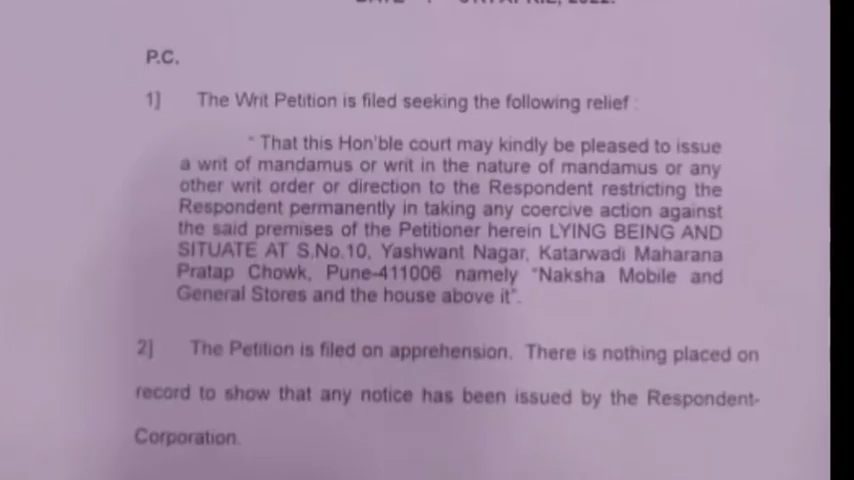 P.C.
1] The Writ Petition is filed seeking the following relief :
" That this Hon'ble court may kindly be pleased to issue
a writ of mandamus or writ in the nature of mandamus or any
other writ order or direction to the Respondent restricting the
Respondent permanently in taking any coercive action against
the said premises of the Petitioner herein LYING BEING AND
SITUATE AT S.No.10, Yashwant Nagar, Katarwadi Maharana
Pratap Chowk, Pune-411006 namely "Naksha Mobile and
General Stores and the house above it".
2] The Petition is filed on apprehension. There is nothing placed on
record to show that any notice has been issued by the Respondent-
Corporation.